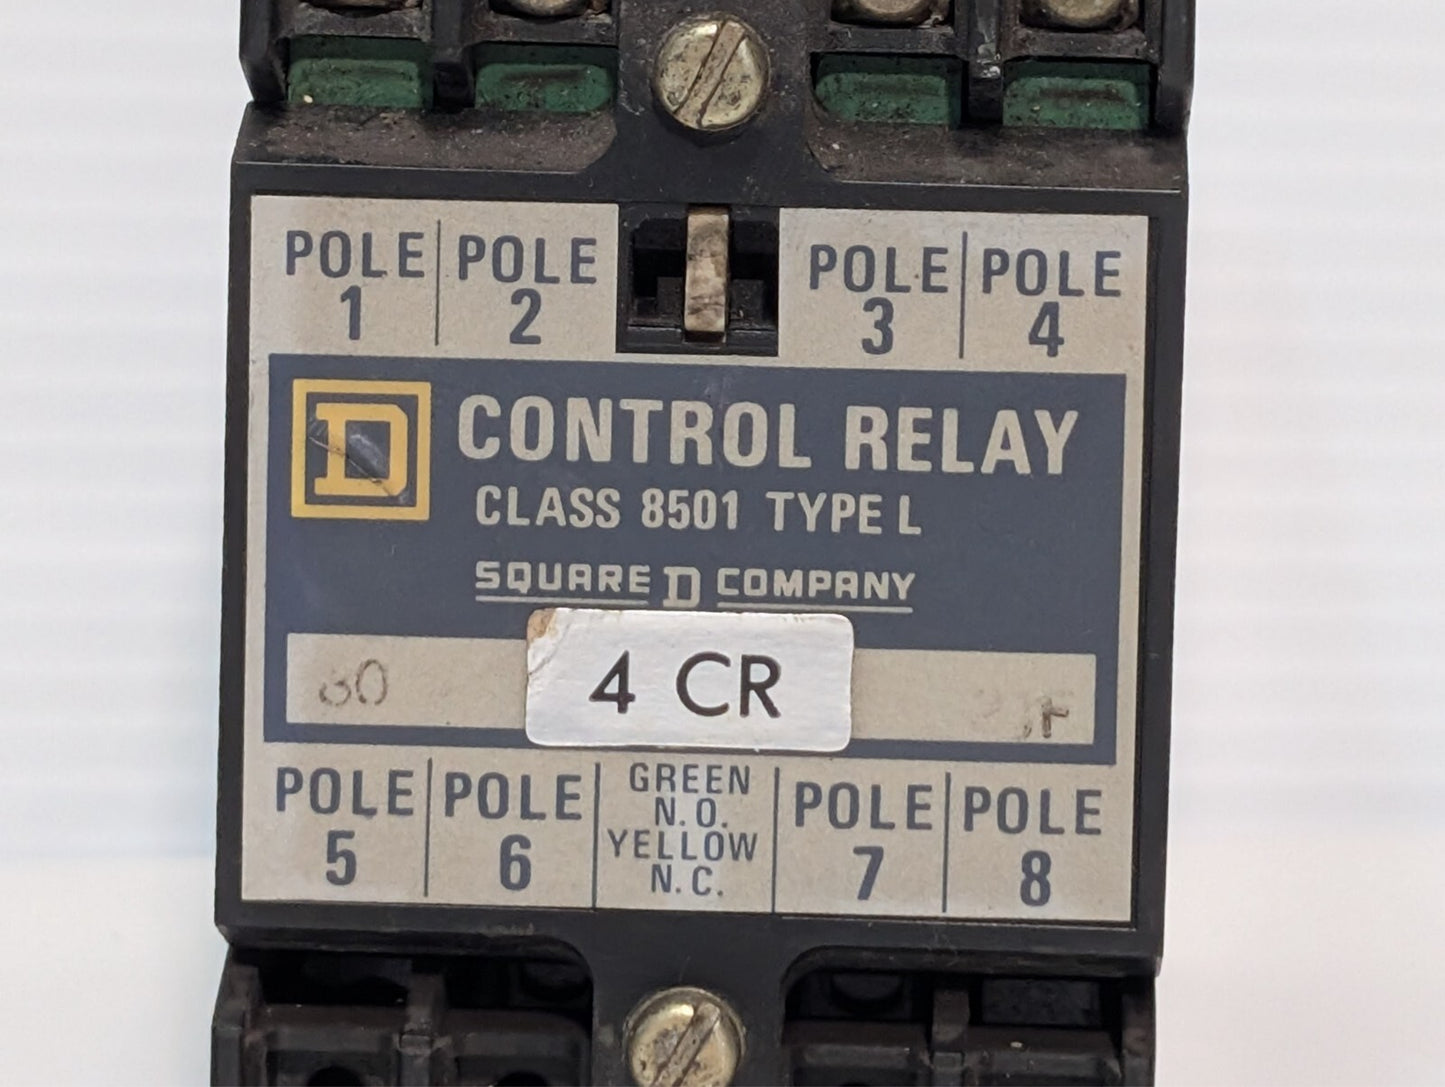 POLE 1 POLE 2 POLE 3 POLE 4
D CONTROL RELAY
CLASS 8501 TYPE L
SQUARE D COMPANY
4 CR
POLE 5 POLE 6 GREEN N.O. YELLOW N.C. POLE 7 POLE 8